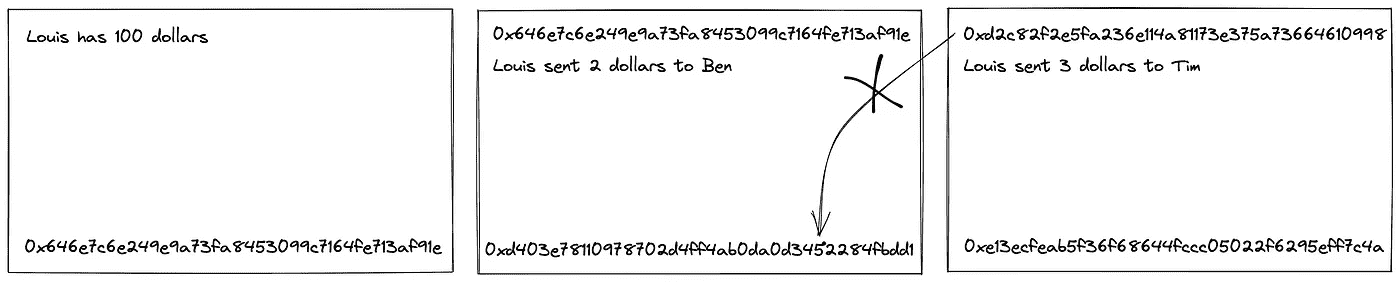 Louis has 100 dollars
0x646e7c6e249e9a73fa8453099c7164fe713af91e
0x646e7c6e249e9a73fa8453099c7164fe713af91e
Louis sent 2 dollars to Ben
0xd403e78110978702d4ff4ab0da0d3452284fbdd1
0xd2c82f2e5fa236e114a81173e375a73664610998
Louis sent 3 dollars to Tim
0xe13ecfeab5f36f68644fccc05022f6295eff7c4a